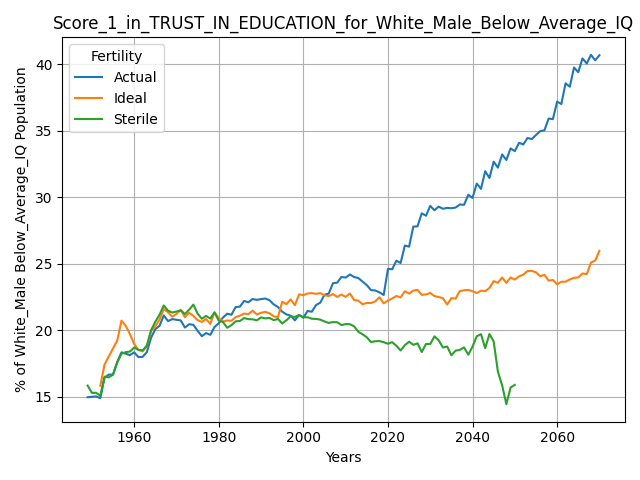 Score_1_in_TRUST_IN_EDUCATION_for_White_Male_Below_Average_IQ
Fertility
Actual
Ideal
Sterile
% of White_Male Below_Average_IQ Population
40
35
30
25
20
15
1960
1980
2000
2020
2040
2060
Years